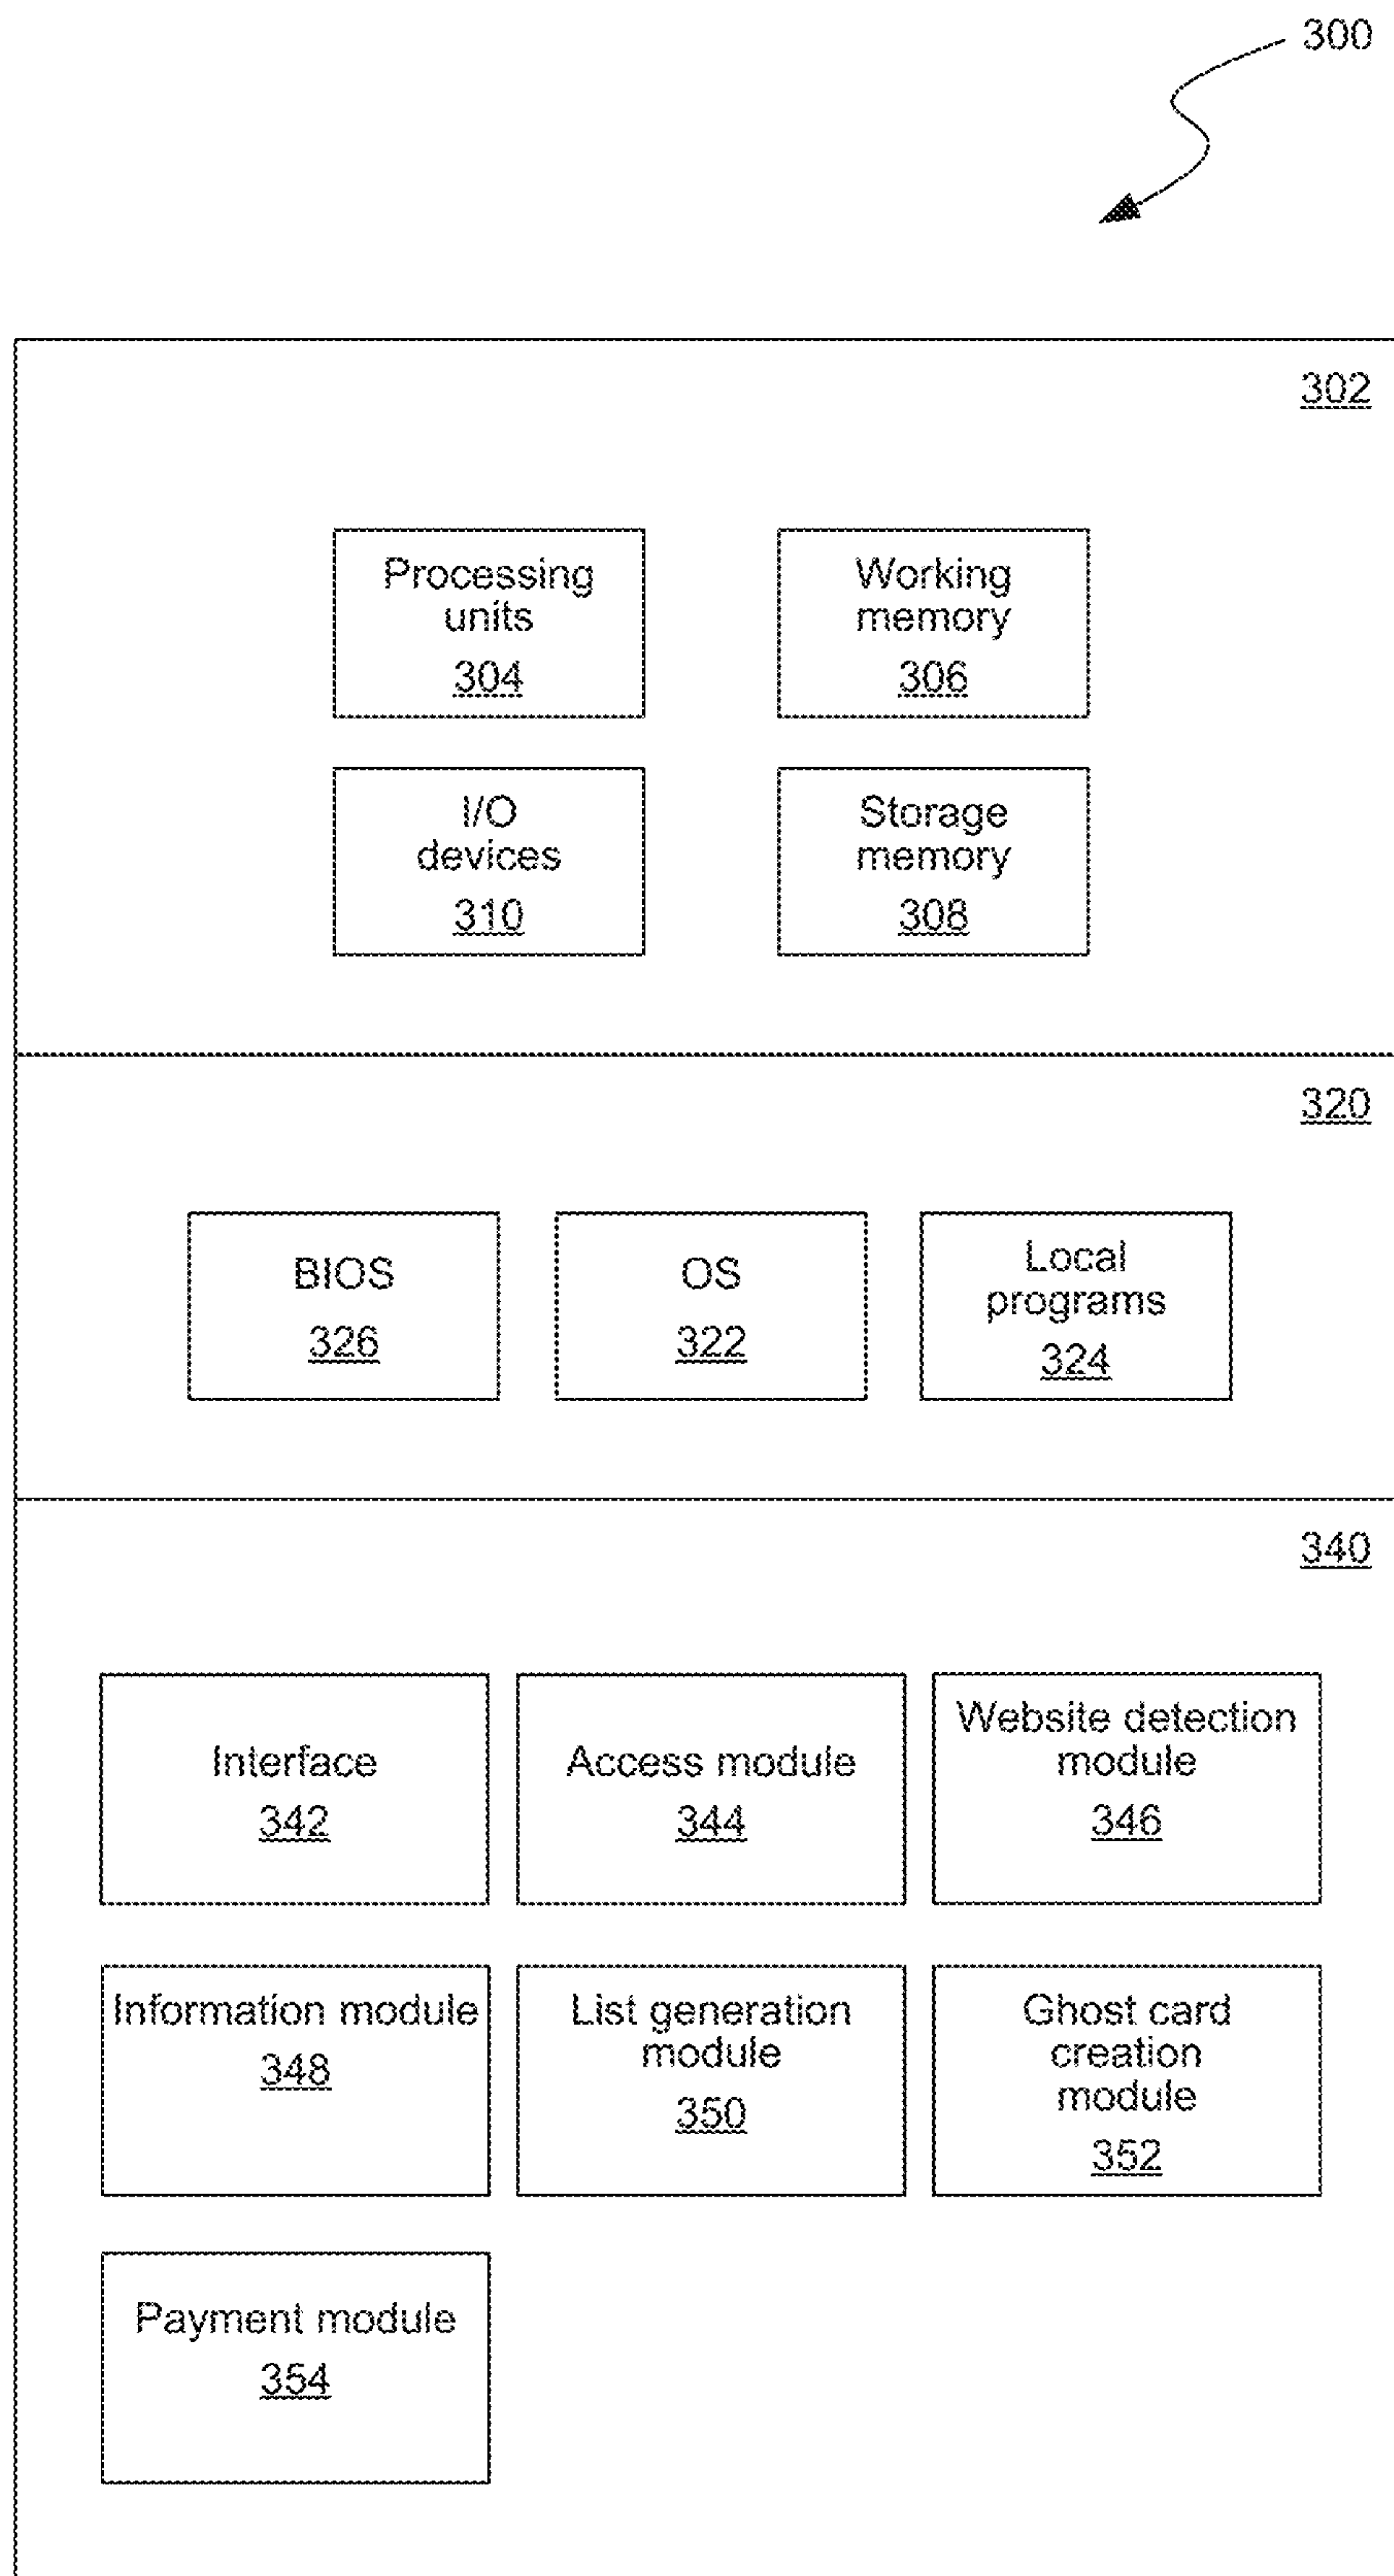 300
302
Processing
units
304
Working
memory
306
I/O
devices
310
Storage
memory
308
320
BIOS
326
OS
322
Local
programs
324
340
Interface
342
Access module
344
Website detection
module
346
Information module
348
List generation
module
350
Ghost card
creation
module
352
Payment module
354